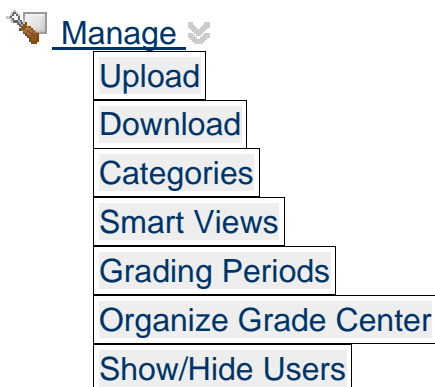 Manage
Upload
Download
Categories
Smart Views
Grading Periods
Organize Grade Center
Show/Hide Users